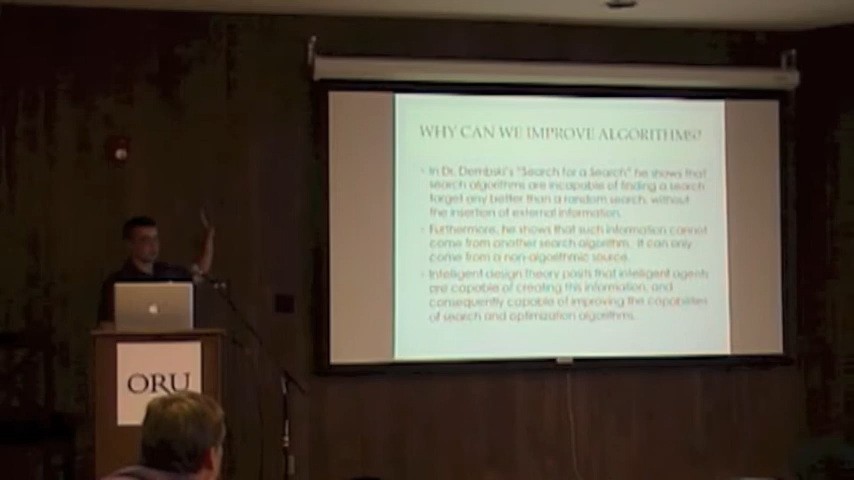 WHY CAN WE IMPROVE ALGORITHMS?
In Dr. Dembski's "Search for a Search" he shows that
search algorithms are incapable of finding a search
target any better than a random search, without
the insertion of external information.
Furthermore, he shows that such information cannot
come from another search algorithm. It can only
come from a non-algorithmic source.
Intelligent design theory posits that intelligent agents
are capable of creating this information, and
consequently capable of improving the capabilities
of search and optimization algorithms.
ORU